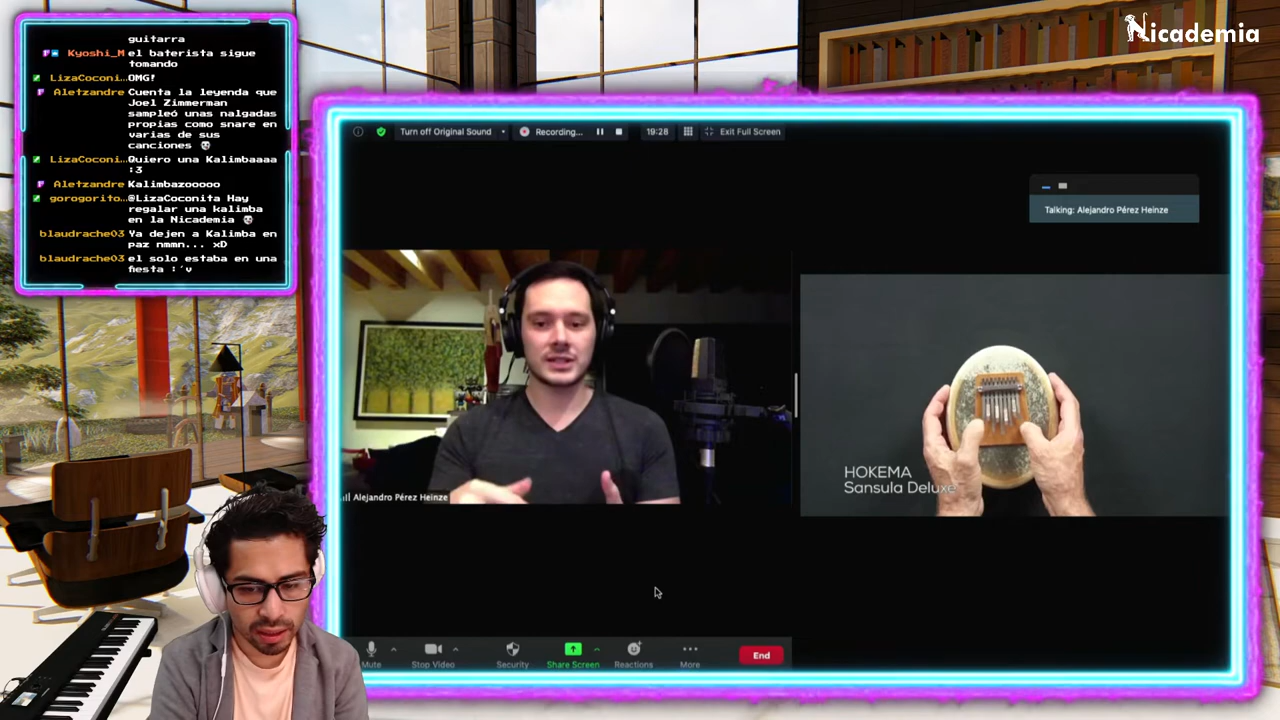 guitarra
Kyoshi_M el baterista sigue
tomando
LizaCoconi... OMG!
Aletzandre Cuenta la leyenda que
Joel Zimmerman
sampleó unas nalgadas
propias como snare en
varias de sus
canciones
LizaCoconi... Quiero una Kalimbaaaa
:3
Aletzandre Kalimbazoooo
gorogorito... @LizaCoconita Hay
regalar una kalimba
en la Nicademia
blaudrache03 Ya dejen a Kalimba en
paz nmmn... xD
blaudrache03 el solo estaba en una
fiesta :´v
Nicademia
Turn off Original Sound
Recording...
19:28
Exit Full Screen
Talking: Alejandro Pérez Heinze
Alejandro Pérez Heinze
HOKEMA
Sansula Deluxe
Mute
Stop Video
Security
Share Screen
Reactions
More
End